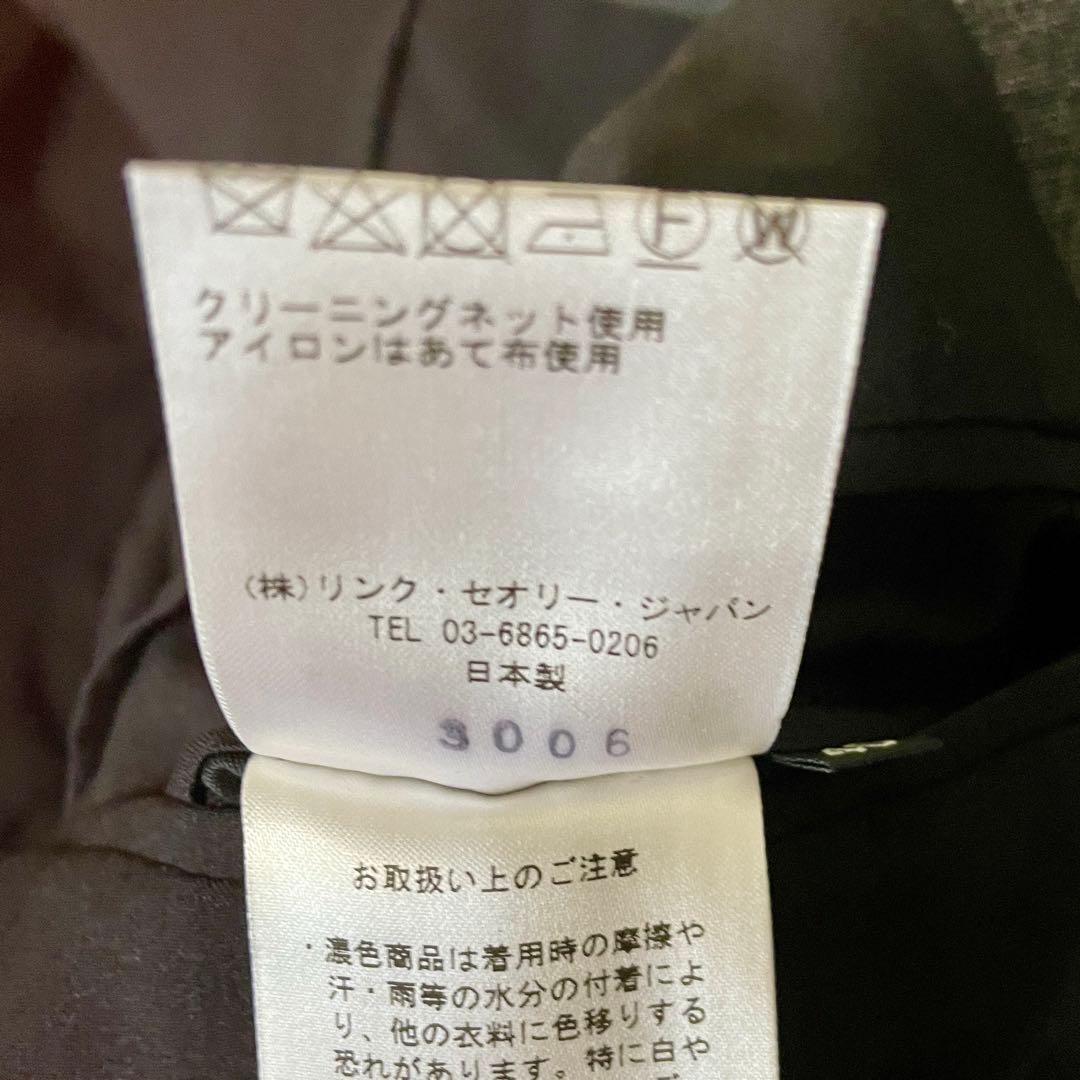 F W
クリーニングネット使用
アイロンはあて布使用
(株)リンク・セオリー・ジャパン
TEL 03-6865-0206
日本製
3006
お取扱い上のご注意
・濃色商品は着用時の摩擦や
汗・雨等の水分の付着によ
り、他の衣料に色移りする
恐れがあります。特に白や